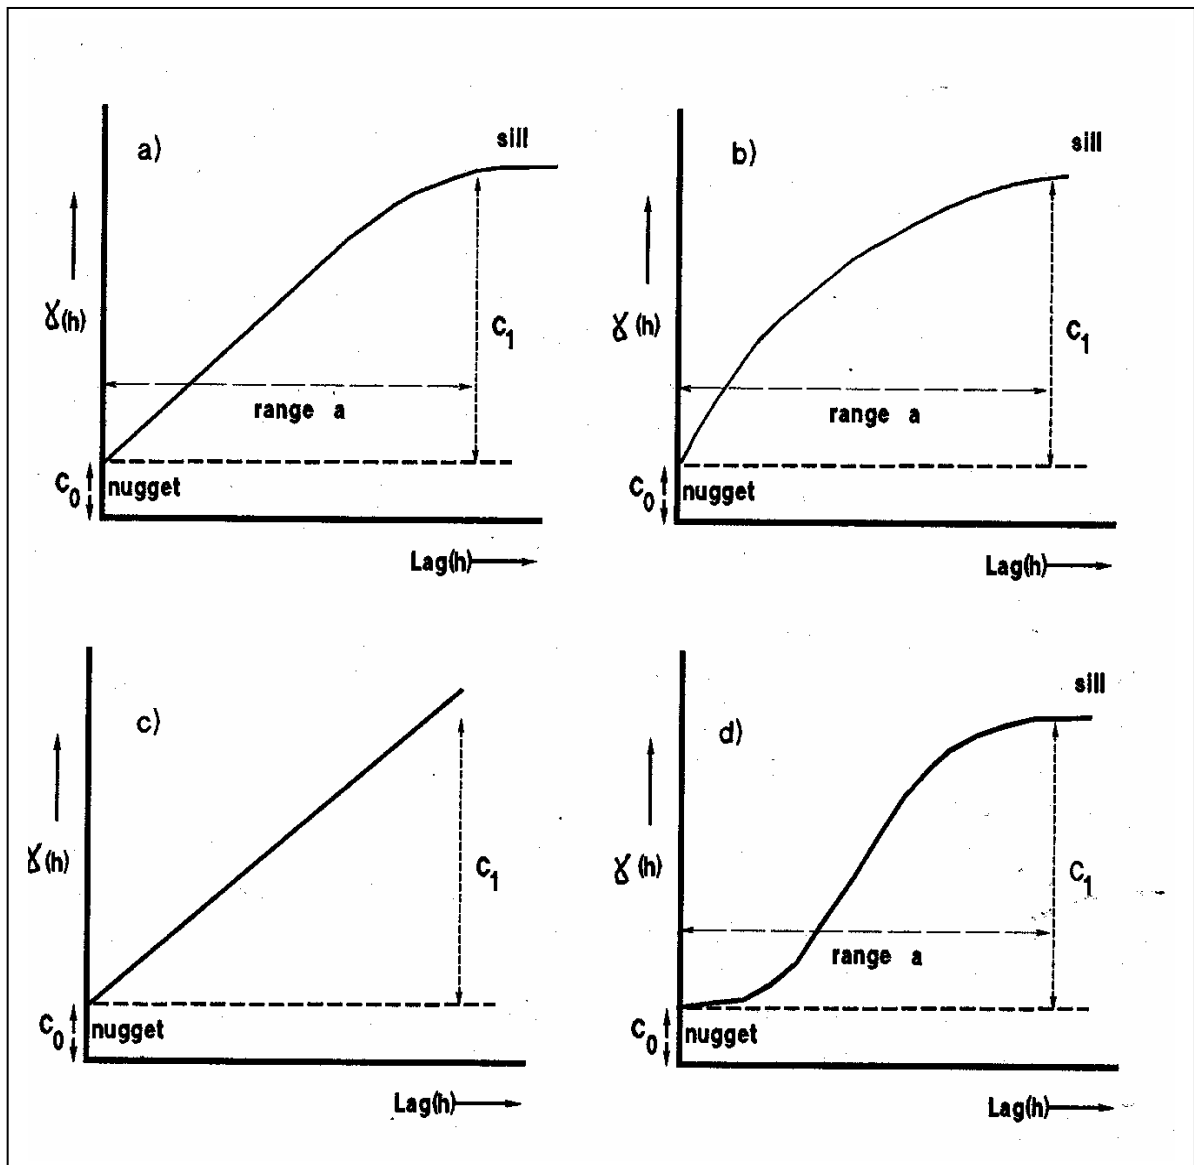 a)
sill
ɣ(h)
C₁
range a
C₀
nugget
Lag(h)
b)
sill
ɣ(h)
C₁
range a
C₀
nugget
Lag(h)
c)
ɣ(h)
C₁
C₀
nugget
Lag(h)
d)
sill
ɣ(h)
C₁
range a
C₀
nugget
Lag(h)